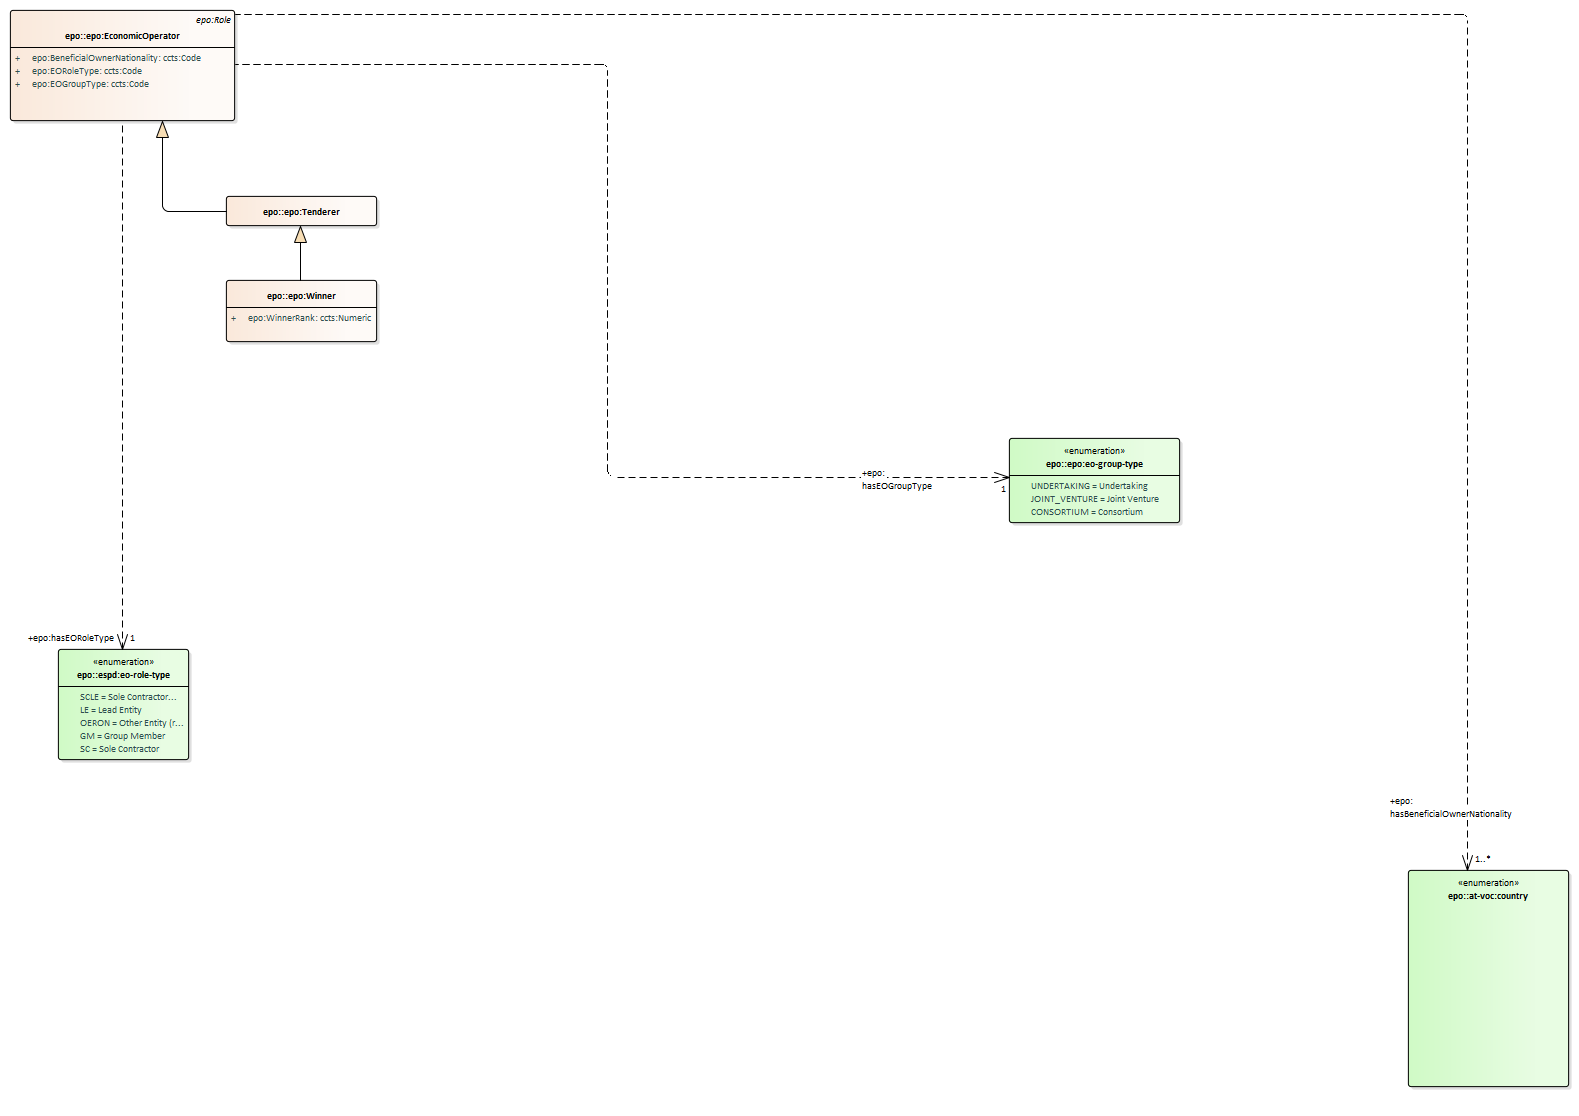 epo:Role
epo::epo:EconomicOperator
+ epo:BeneficialOwnerNationality: ccts:Code
+ epo:EORoleType: ccts:Code
+ epo:EOGroupType: ccts:Code
epo::epo:Tenderer
epo::epo:Winner
+ epo:WinnerRank: ccts:Numeric
«enumeration»
epo::epo:eo-group-type
UNDERTAKING = Undertaking
JOINT_VENTURE = Joint Venture
CONSORTIUM = Consortium
+epo:
hasEOGroupType
1
+epo:hasEORoleType
1
«enumeration»
epo::espd:eo-role-type
SCLE = Sole Contractor...
LE = Lead Entity
OERON = Other Entity (r...
GM = Group Member
SC = Sole Contractor
+epo:
hasBeneficialOwnerNationality
1..*
«enumeration»
epo::at-voc:country